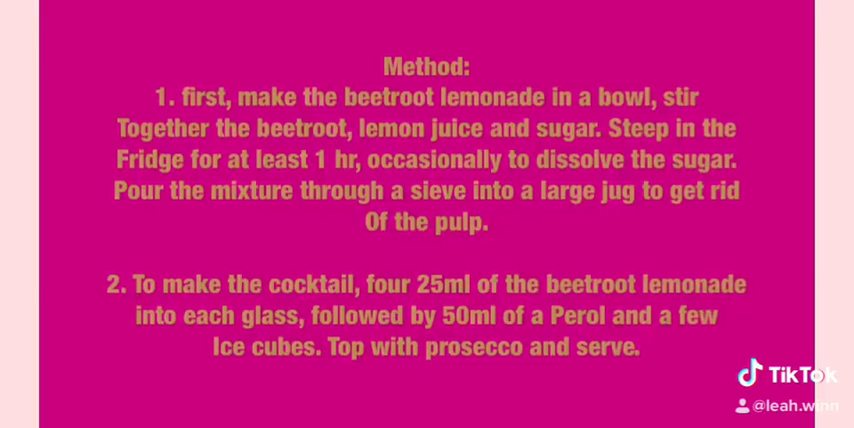 Method:
1. first, make the beetroot lemonade in a bowl, stir
Together the beetroot, lemon juice and sugar. Steep in the
Fridge for at least 1 hr, occasionally to dissolve the sugar.
Pour the mixture through a sieve into a large jug to get rid
Of the pulp.
2. To make the cocktail, four 25ml of the beetroot lemonade
into each glass, followed by 50ml of a Perol and a few
Ice cubes. Top with prosecco and serve.
TikTok
@leah.winn